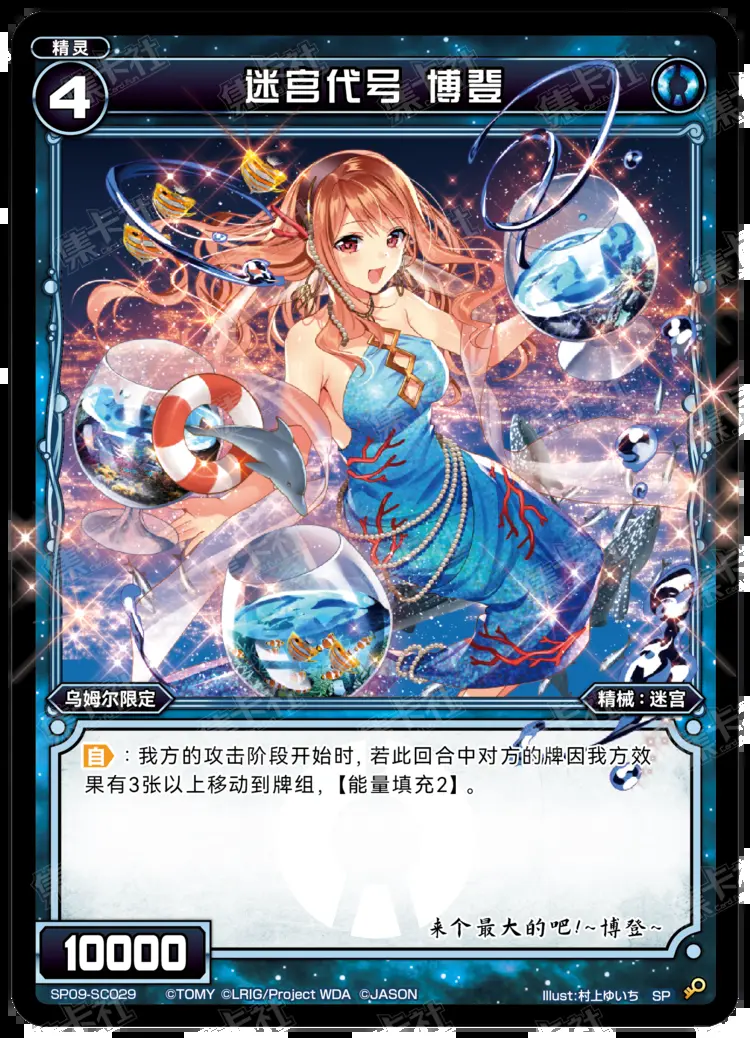 精灵
4
迷宫代号 博登
乌姆尔限定
精械：迷宫
自：我方的攻击阶段开始时, 若此回合中对方的牌因我方效
果有3张以上移动到牌组,【能量填充2】。
来个最大的吧!~博登~
10000
SP09-SC029 ©TOMY ©LRIG/Project WDA ©JASON Illust:村上ゆいち SP
集卡社